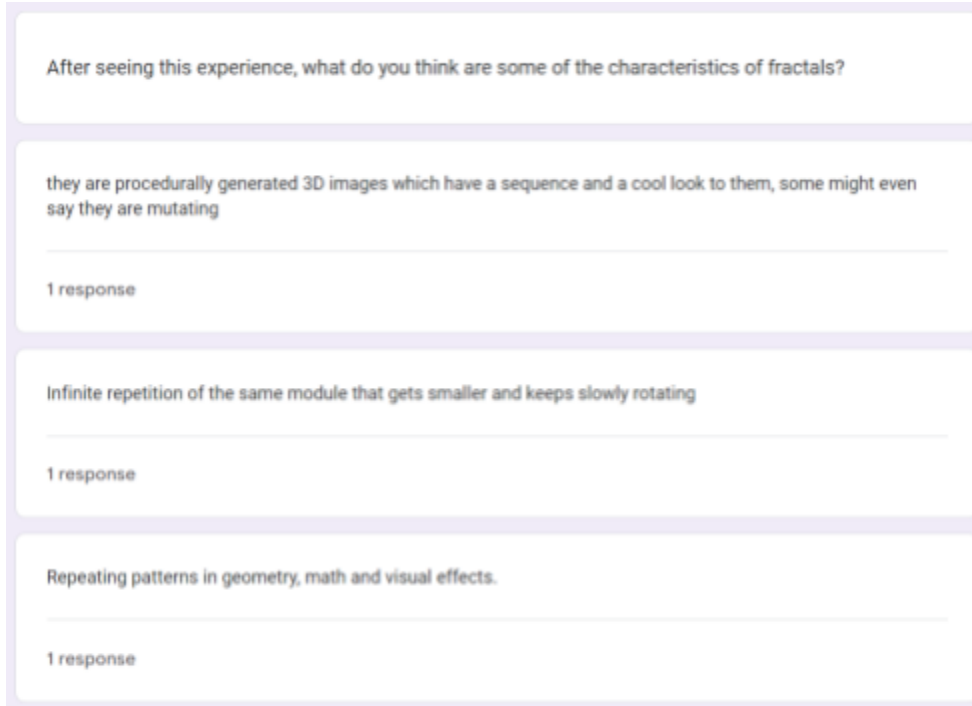 After seeing this experience, what do you think are some of the characteristics of fractals?
they are procedurally generated 3D images which have a sequence and a cool look to them, some might even
say they are mutating
1 response
Infinite repetition of the same module that gets smaller and keeps slowly rotating
1 response
Repeating patterns in geometry, math and visual effects.
1 response